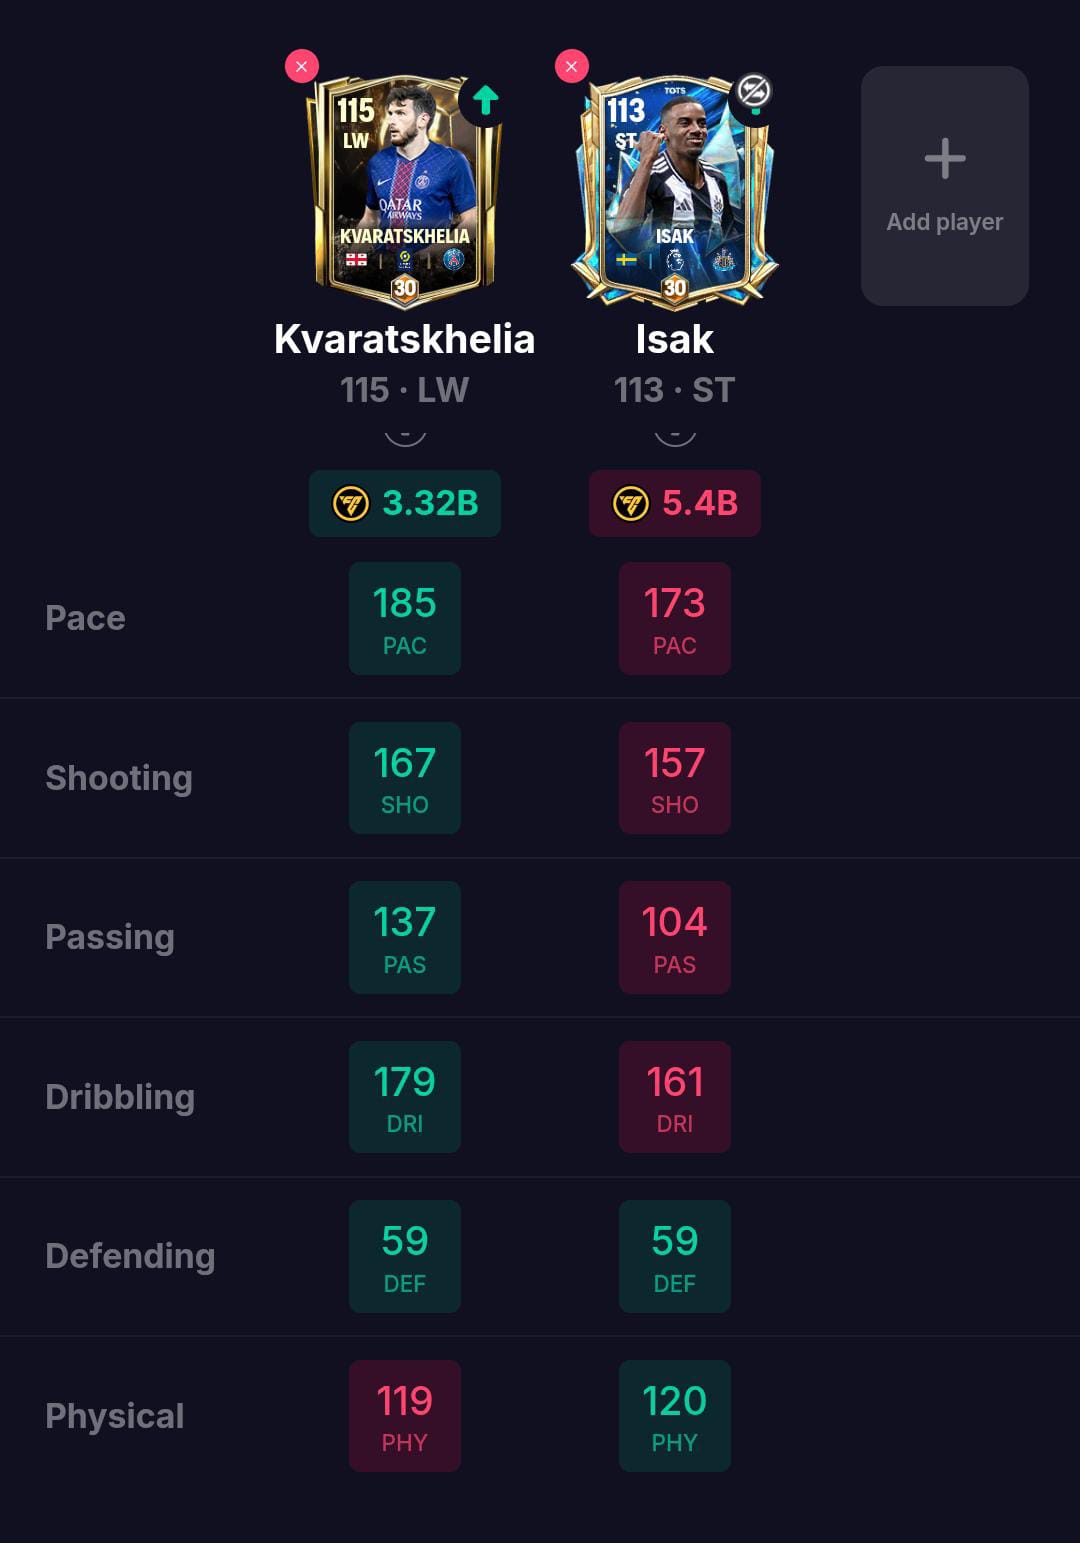 115
LW
QATAR
AIRWAYS
KVARATSKHELIA
30
TOTS
113
ST
ISAK
30
Add player
Kvaratskhelia
115 · LW
Isak
113 · ST
3.32B
5.4B
Pace
185
PAC
173
PAC
Shooting
167
SHO
157
SHO
Passing
137
PAS
104
PAS
Dribbling
179
DRI
161
DRI
Defending
59
DEF
59
DEF
Physical
119
PHY
120
PHY